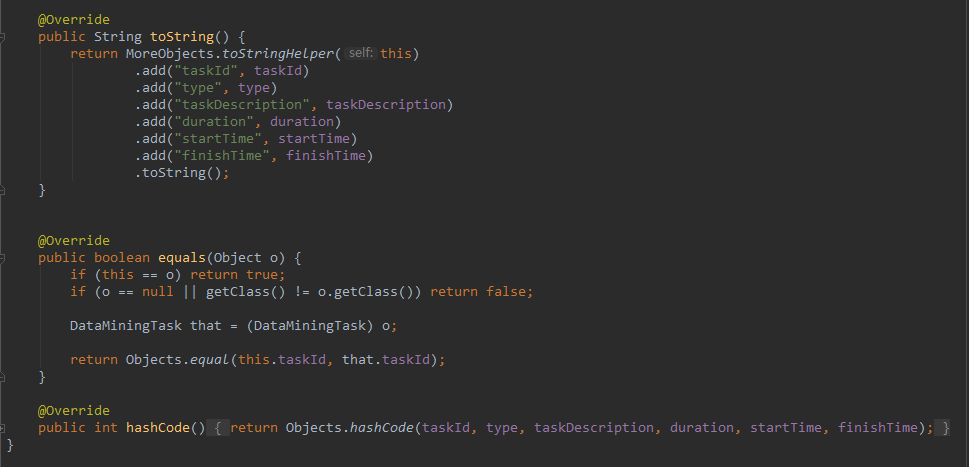 @Override
public String toString() {
return MoreObjects.toStringHelper( self: this)
.add("taskId", taskId)
.add("type", type)
.add("taskDescription", taskDescription)
.add("duration", duration)
.add("startTime", startTime)
.add("finishTime", finishTime)
.toString();
}
@Override
public boolean equals(Object o) {
if (this == o) return true;
if (o == null || getClass() != o.getClass()) return false;
DataMiningTask that = (DataMiningTask) o;
return Objects.equal(this.taskId, that.taskId);
}
@Override
public int hashCode() { return Objects.hashCode(taskId, type, taskDescription, duration, startTime, finishTime); }
}